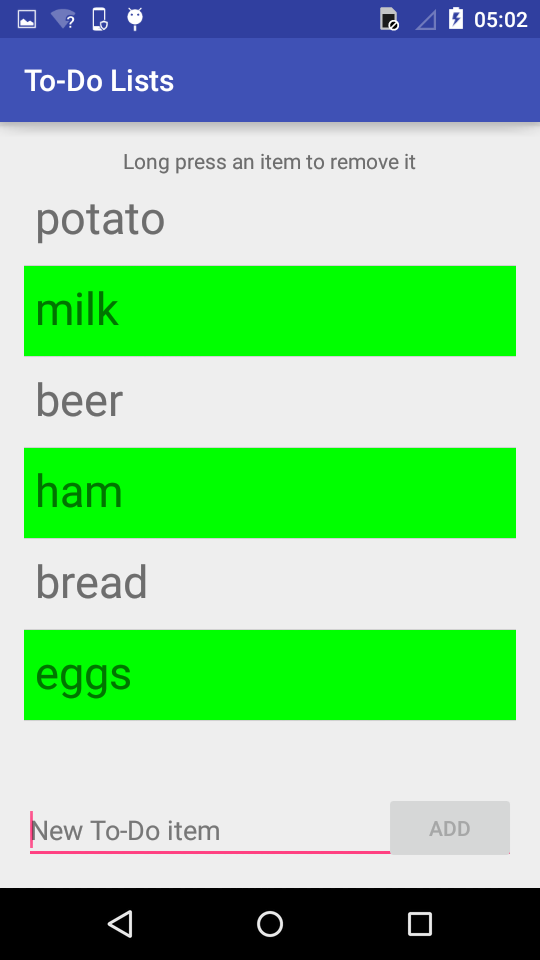 05:02
To-Do Lists
Long press an item to remove it
potato
milk
beer
ham
bread
eggs
New To-Do item
ADD